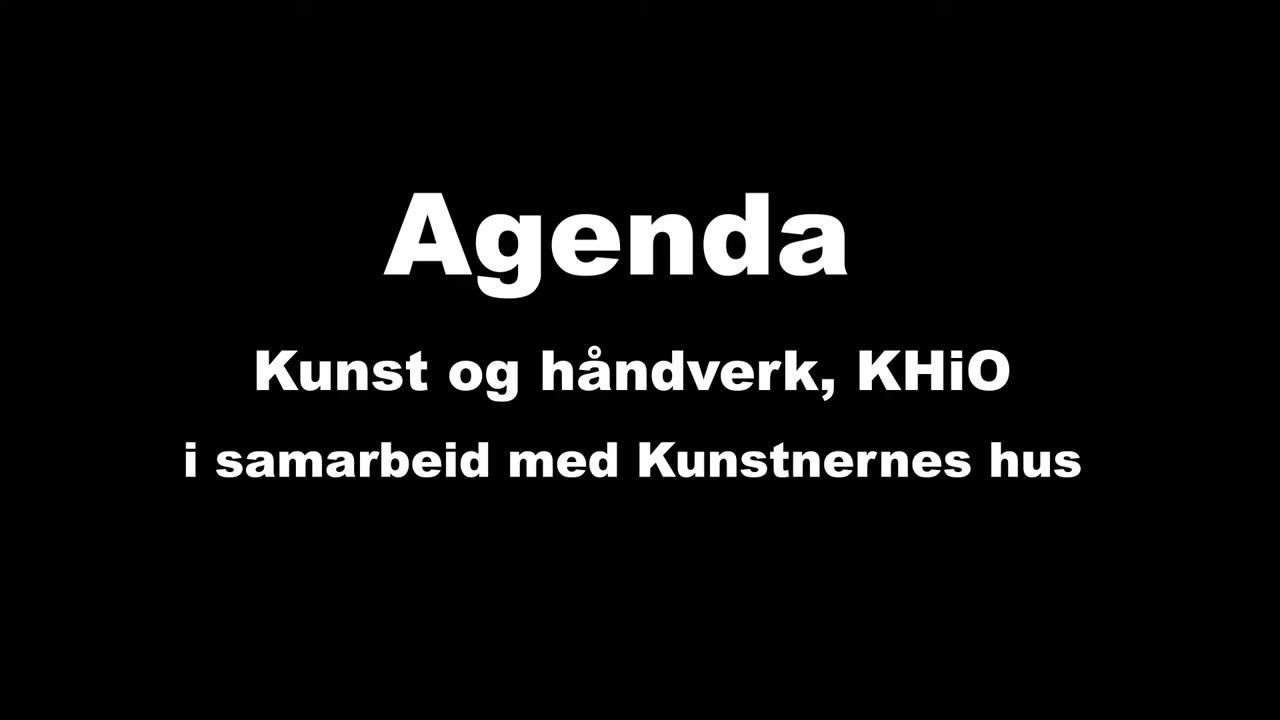 Agenda
Kunst og håndverk, KHiO
i samarbeid med Kunstnernes hus